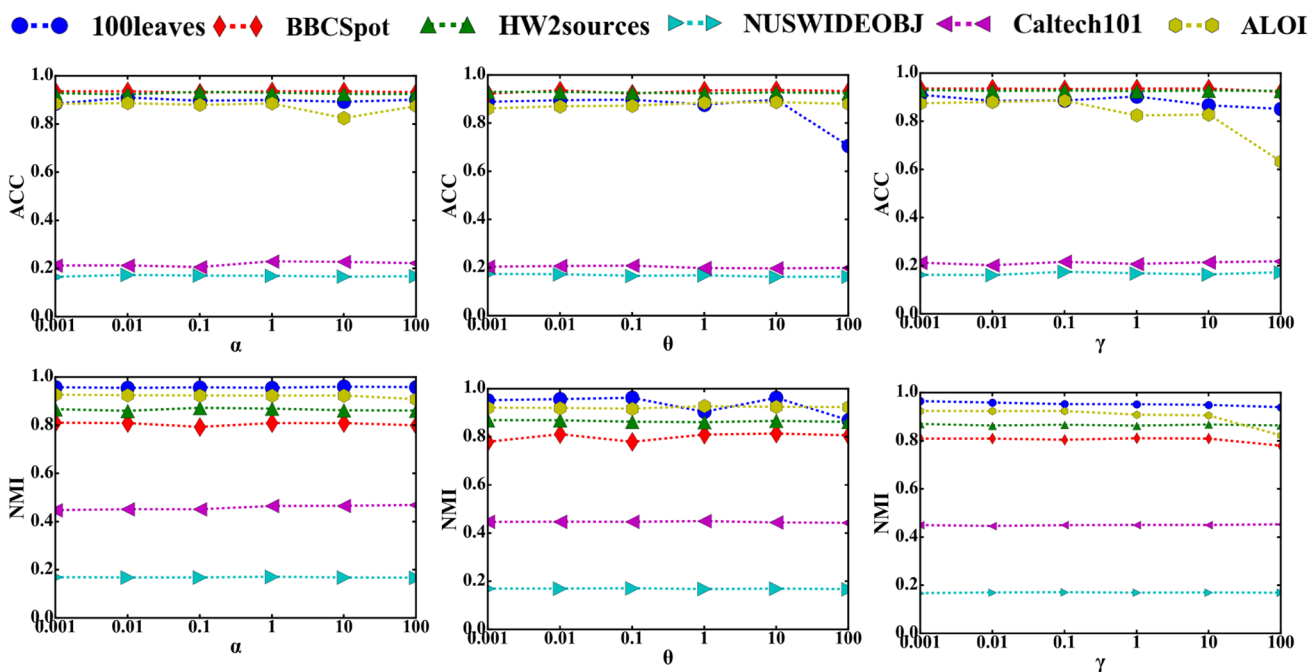 100leaves BBCSpot HW2sources NUSWIDEOBJ Caltech101 ALOI
1.0 1.0 1.0
0.8 0.8 0.8
0.6 0.6 0.6
ACC ACC ACC
0.4 0.4 0.4
0.2 0.2 0.2
0.0 0.0 0.0
0.001 0.01 0.1 1 10 100 0.001 0.01 0.1 1 10 100 0.001 0.01 0.1 1 10 100
α θ γ
1.0 1.0 1.0
0.8 0.8 0.8
0.6 0.6 0.6
NMI NMI NMI
0.4 0.4 0.4
0.2 0.2 0.2
0.0 0.0 0.0
0.001 0.01 0.1 1 10 100 0.001 0.01 0.1 1 10 100 0.001 0.01 0.1 1 10 100
α θ γ